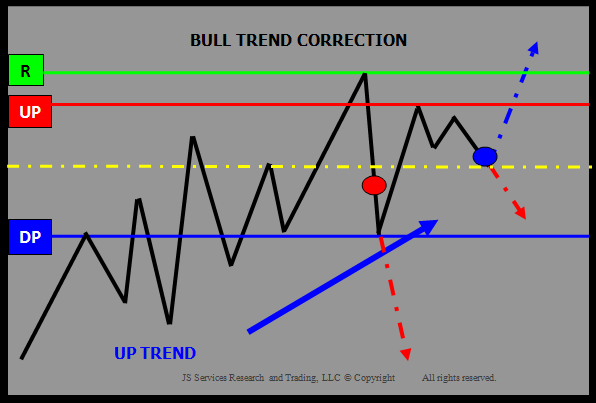 BULL TREND CORRECTION
R
UP
DP
UP TREND
JS Services Research and Trading, LLC © Copyright All rights reserved.